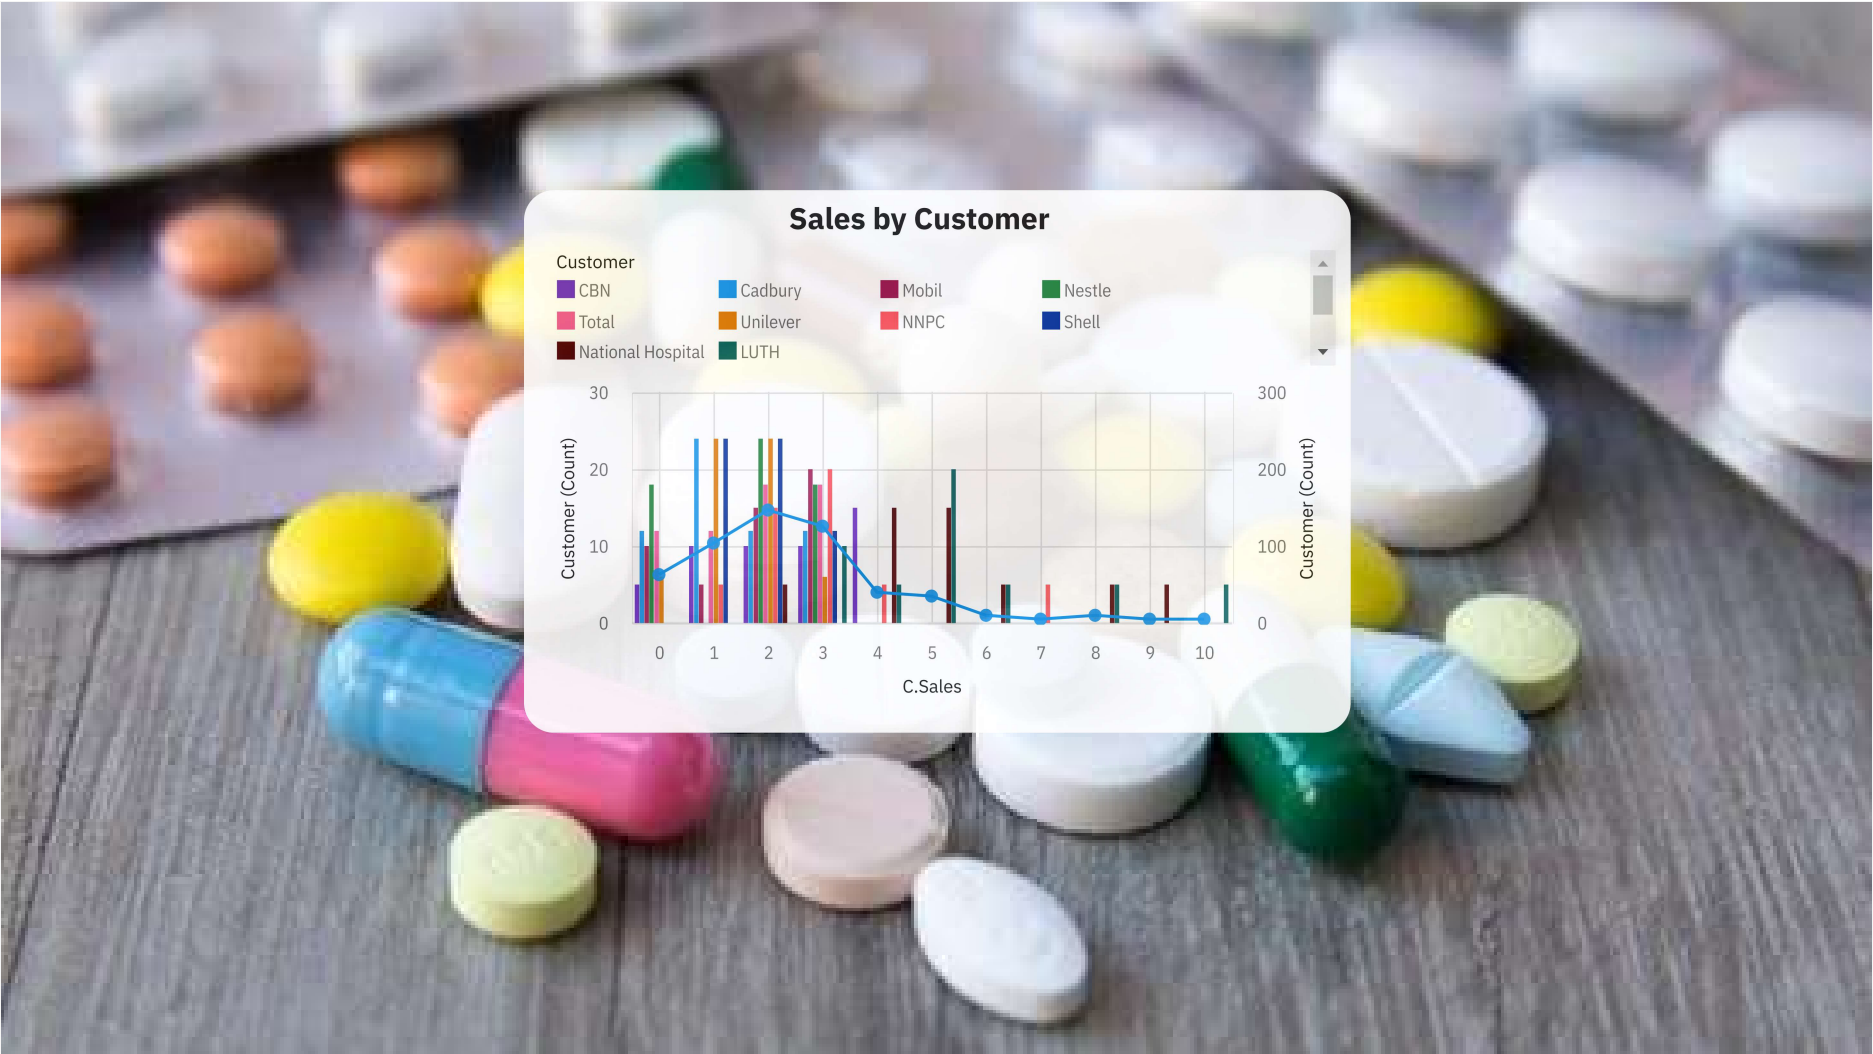 Sales by Customer
Customer
CBN Cadbury Mobil Nestle
Total Unilever NNPC Shell
National Hospital LUTH
30 300
20 200
10 100
0 0
Customer (Count)
Customer (Count)
0 1 2 3 4 5 6 7 8 9 10
C.Sales